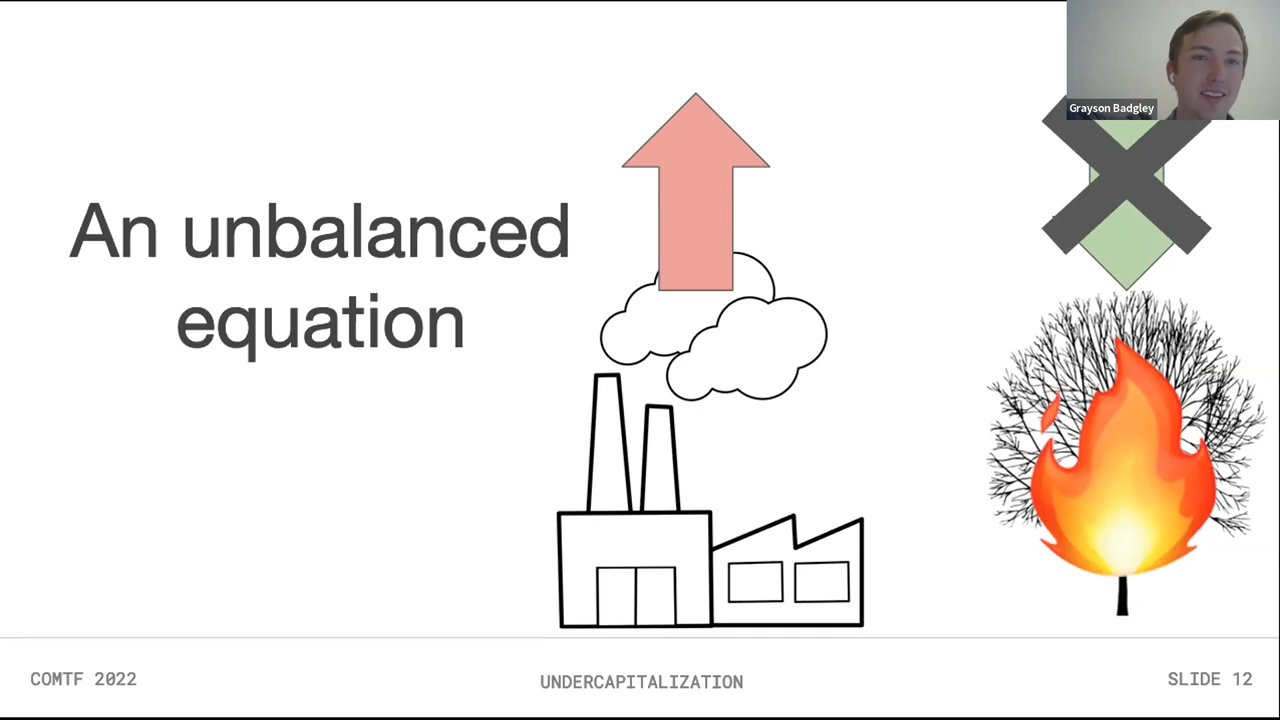 Grayson Badgley
An unbalanced
equation
COMTF 2022
UNDERCAPITALIZATION
SLIDE 12